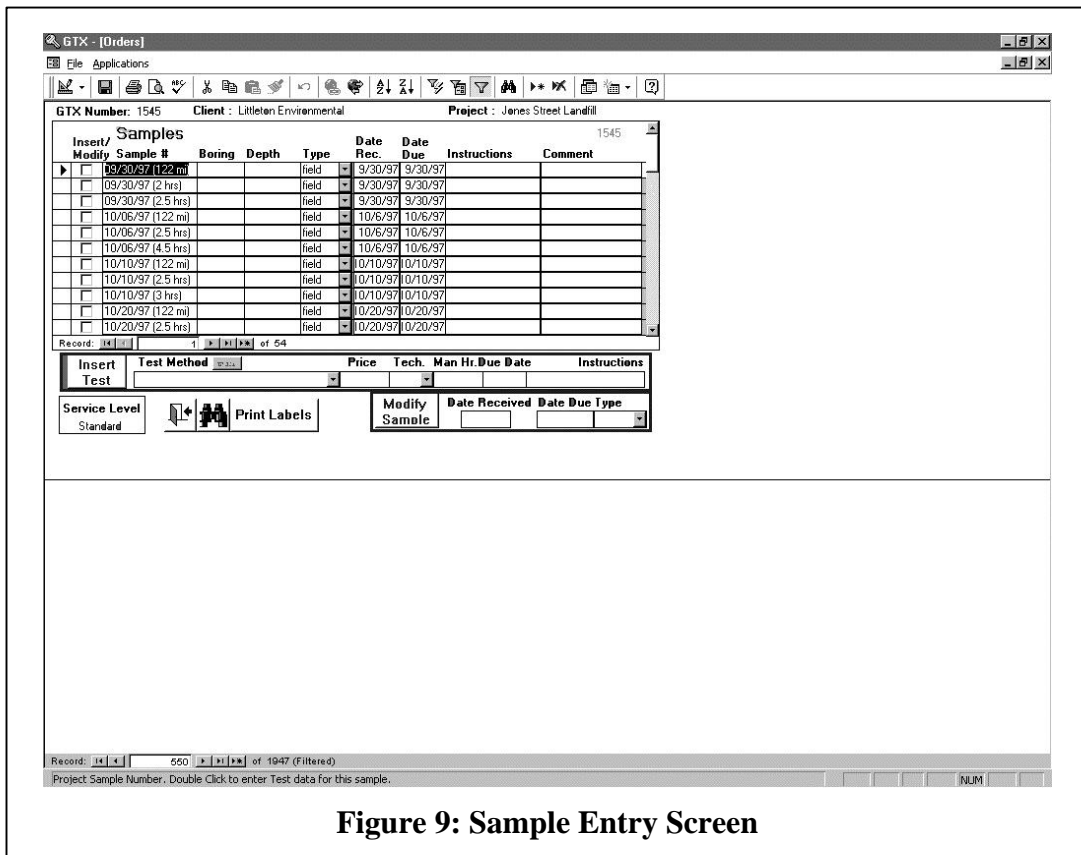 GTX - [Orders]
File Applications
GTX Number: 1545 Client : Littleton Environmental Project : Jones Street Landfill
Samples 1545
Insert/ Modify Sample # Boring Depth Type Date Rec. Date Due Instructions Comment
09/30/97 (122 mi field 9/30/97 9/30/97
09/30/97 (2 hrs) field 9/30/97 9/30/97
09/30/97 (2.5 hrs) field 9/30/97 9/30/97
10/06/97 (122 mi) field 10/6/97 10/6/97
10/06/97 (2.5 hrs) field 10/6/97 10/6/97
10/06/97 (4.5 hrs) field 10/6/97 10/6/97
10/10/97 (122 mi) field 10/10/97 10/10/97
10/10/97 (2.5 hrs) field 10/10/97 10/10/97
10/10/97 (3 hrs) field 10/10/97 10/10/97
10/20/97 (122 mi) field 10/20/97 10/20/97
10/20/97 (2.5 hrs) field 10/20/97 10/20/97
Record: 1 of 54
Insert Test Test Method Price Tech. Man Hr. Due Date Instructions
Service Level Standard Print Labels Modify Sample Date Received Date Due Type
Record: 550 of 1947 (Filtered)
Project Sample Number. Double Click to enter Test data for this sample. NUM
Figure 9: Sample Entry Screen